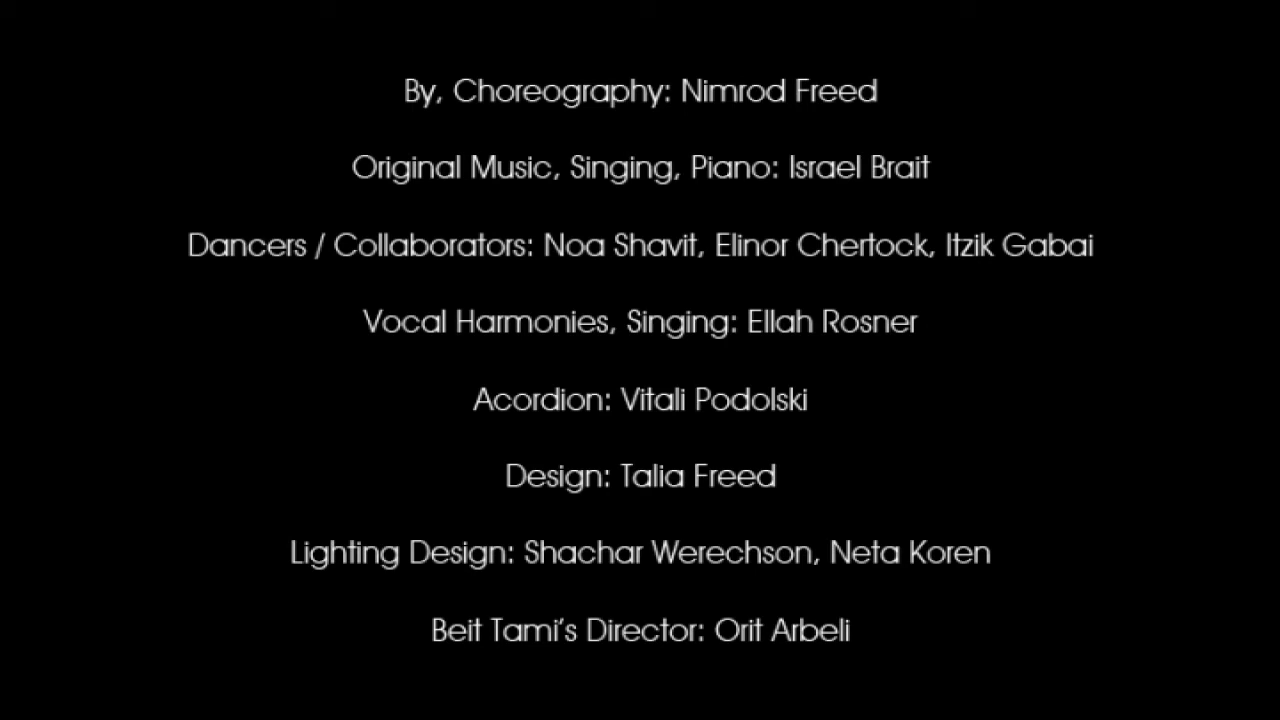 By, Choreography: Nimrod Freed
Original Music, Singing, Piano: Israel Brait
Dancers / Collaborators: Noa Shavit, Elinor Chertock, Itzik Gabai
Vocal Harmonies, Singing: Ellah Rosner
Acordion: Vitali Podolski
Design: Talia Freed
Lighting Design: Shachar Werechson, Neta Koren
Beit Tami's Director: Orit Arbeli